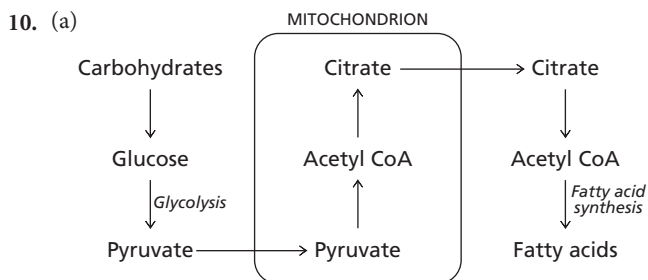 10. (a)
MITOCHONDRION
Carbohydrates Citrate Citrate
Glucose Acetyl CoA Acetyl CoA
Glycolysis Fatty acid
synthesis
Pyruvate Pyruvate Fatty acids